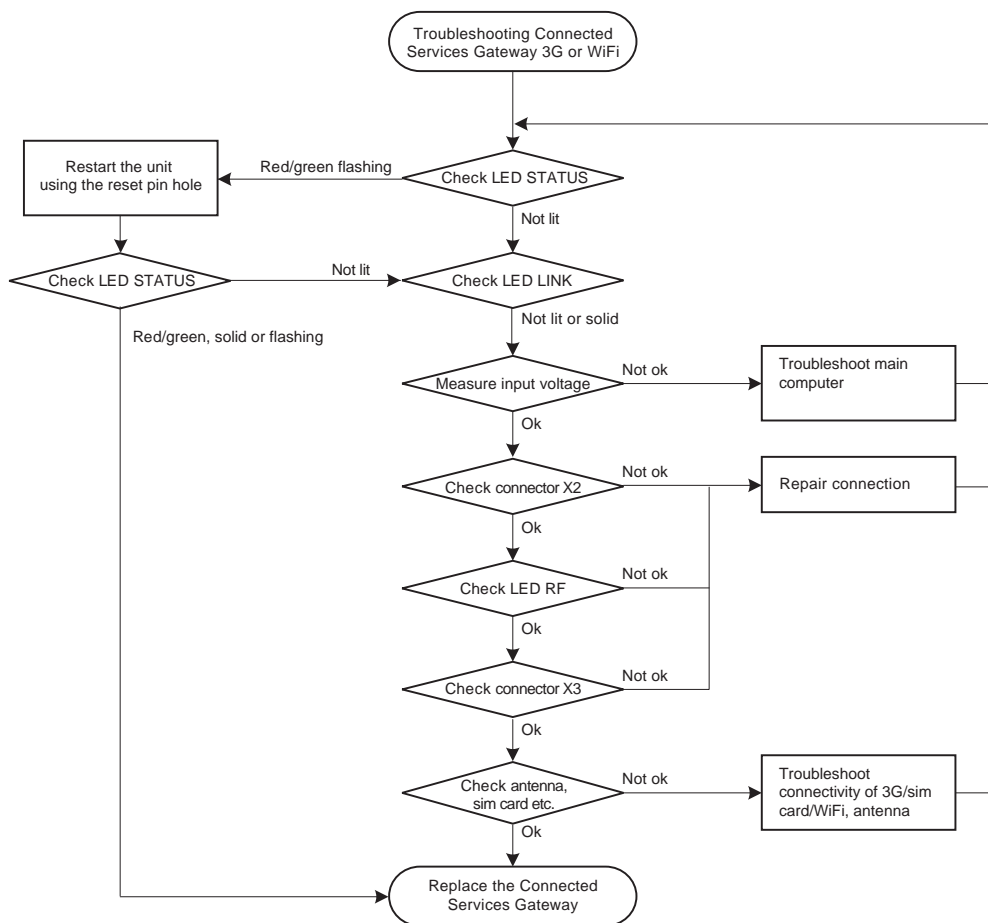 Troubleshooting Connected
Services Gateway 3G or WiFi
Restart the unit
using the reset pin hole
Red/green flashing
Check LED STATUS
Not lit
Check LED STATUS
Not lit
Check LED LINK
Red/green, solid or flashing
Not lit or solid
Measure input voltage
Not ok
Troubleshoot main
computer
Ok
Check connector X2
Not ok
Repair connection
Ok
Check LED RF
Not ok
Ok
Check connector X3
Not ok
Ok
Check antenna,
sim card etc.
Not ok
Troubleshoot
connectivity of 3G/sim
card/WiFi, antenna
Ok
Replace the Connected
Services Gateway